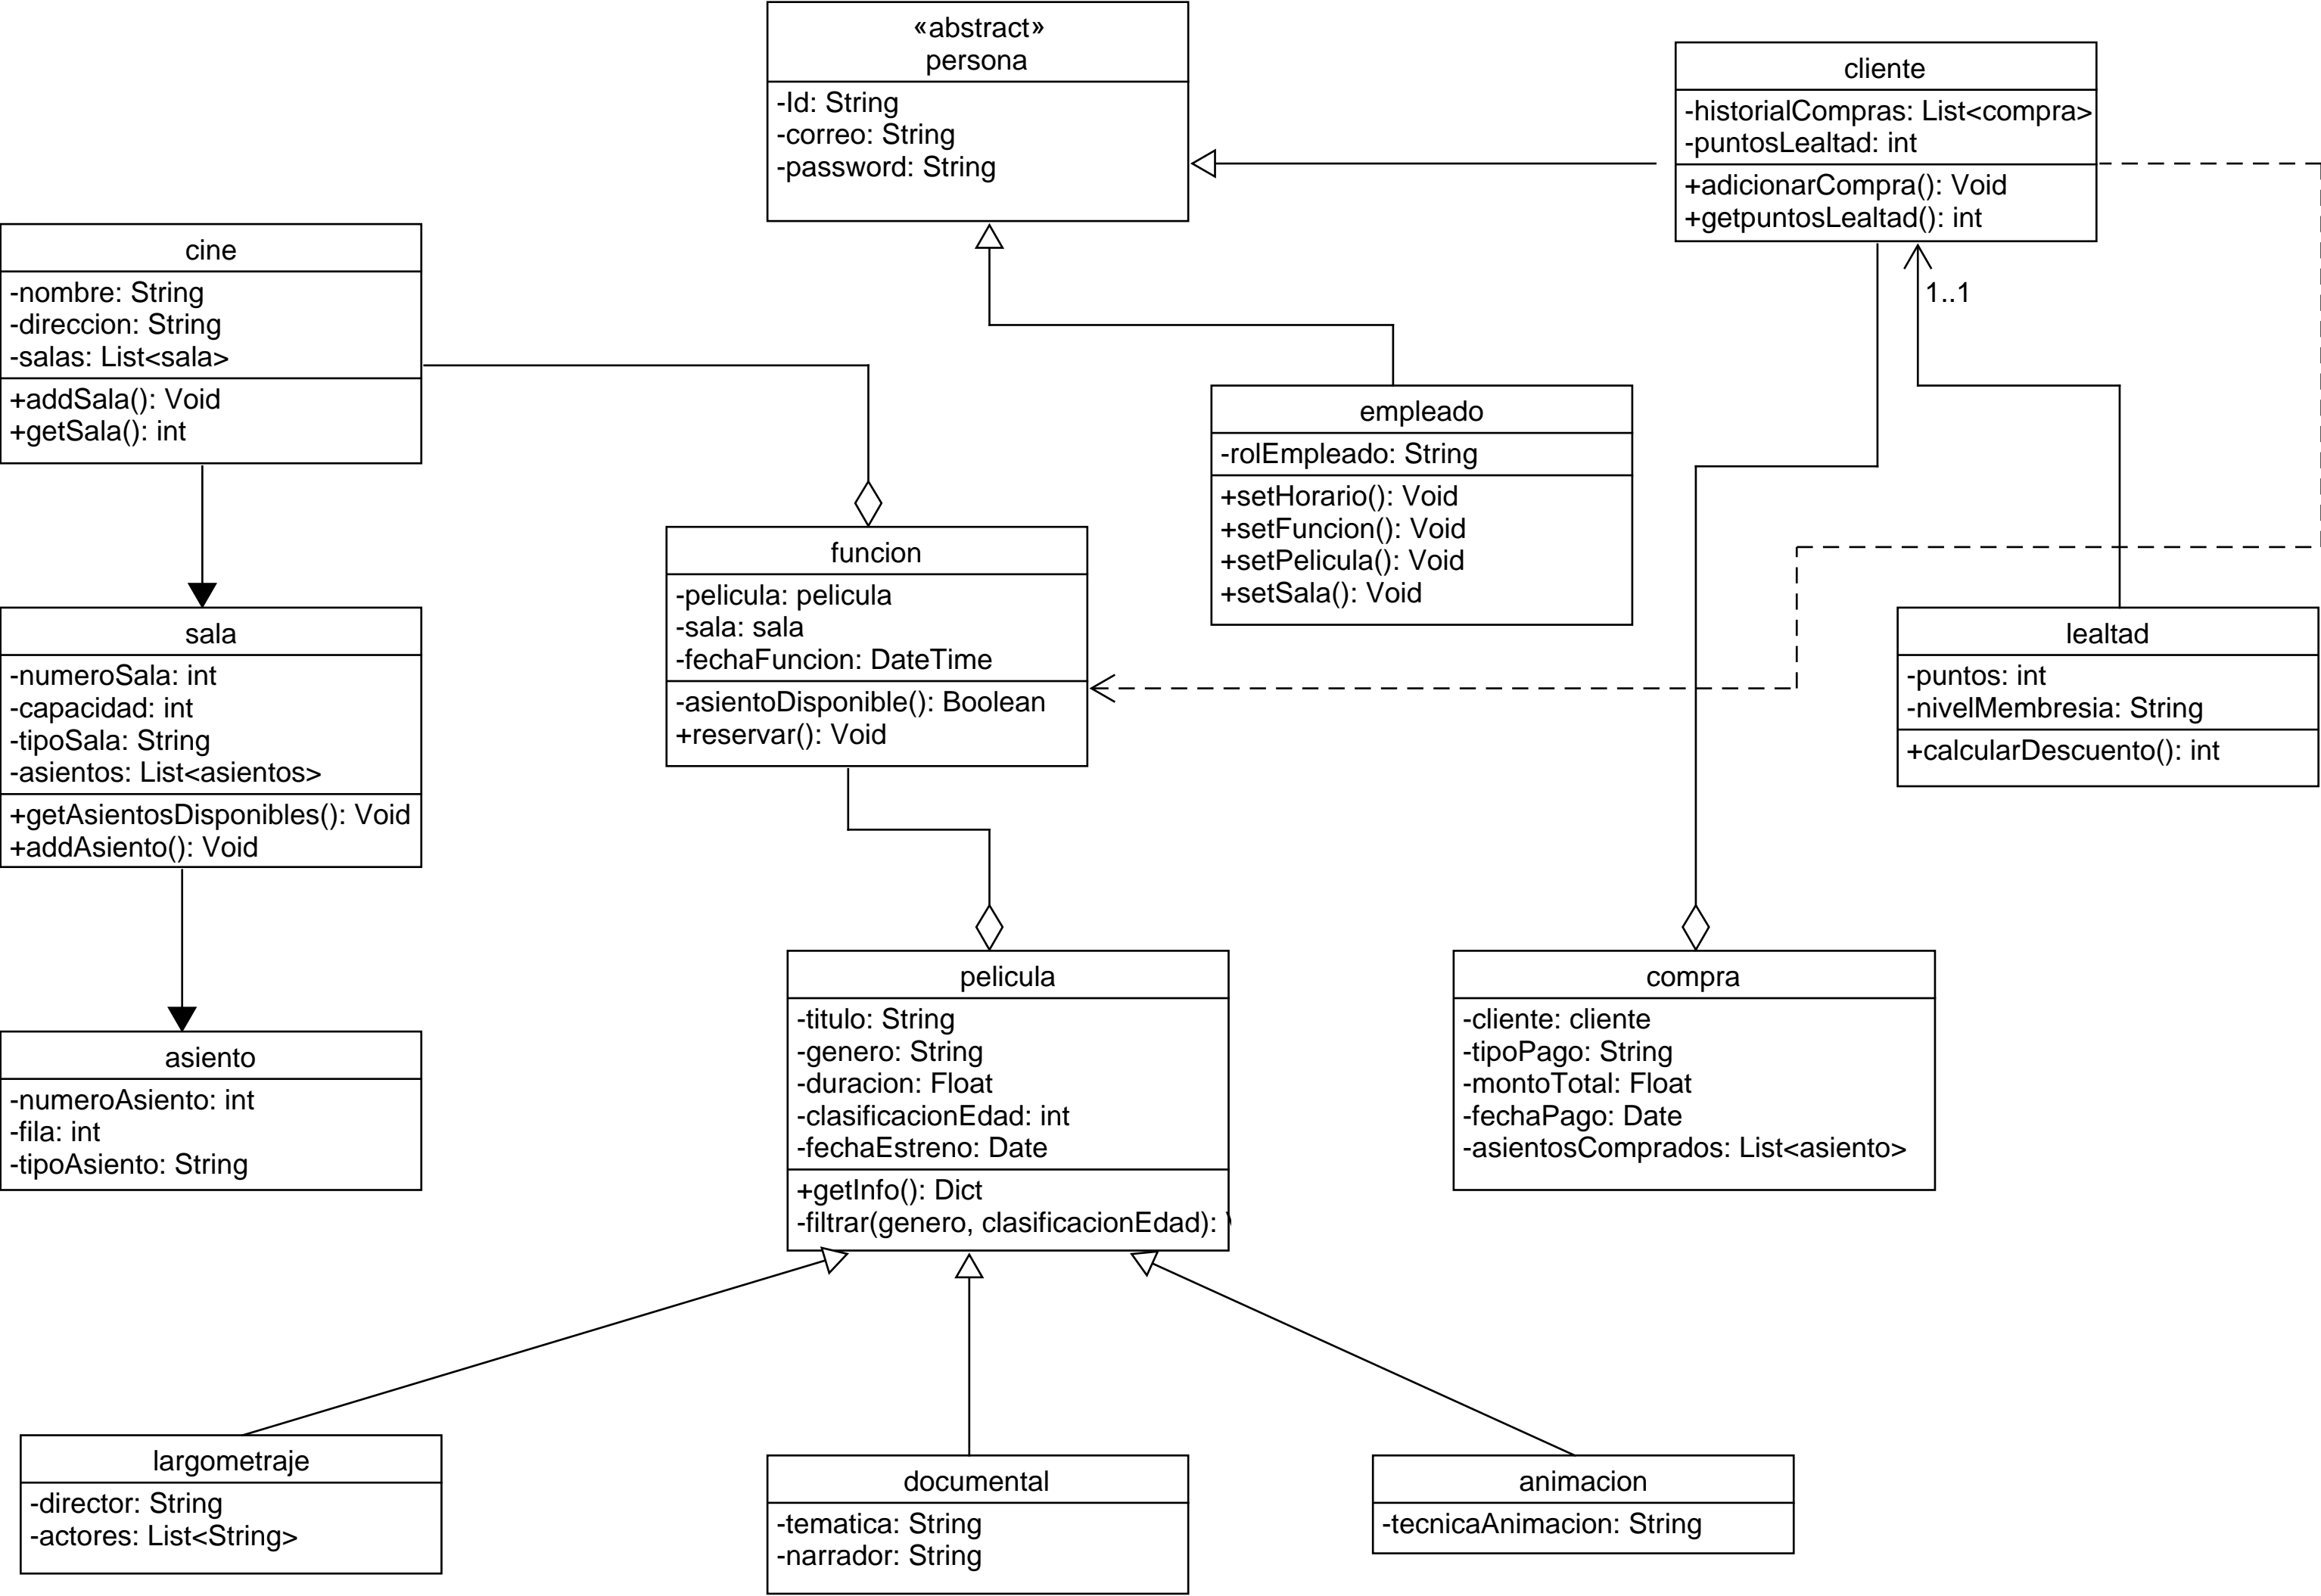 «abstract»
persona
-Id: String
-correo: String
-password: String
cliente
-historialCompras: List<compra>
-puntosLealtad: int
+adicionarCompra(): Void
+getpuntosLealtad(): int
1..1
cine
-nombre: String
-direccion: String
-salas: List<sala>
+addSala(): Void
+getSala(): int
empleado
-rolEmpleado: String
+setHorario(): Void
+setFuncion(): Void
+setPelicula(): Void
+setSala(): Void
funcion
-pelicula: pelicula
-sala: sala
-fechaFuncion: DateTime
-asientoDisponible(): Boolean
+reservar(): Void
sala
-numeroSala: int
-capacidad: int
-tipoSala: String
-asientos: List<asientos>
+getAsientosDisponibles(): Void
+addAsiento(): Void
lealtad
-puntos: int
-nivelMembresia: String
+calcularDescuento(): int
asiento
-numeroAsiento: int
-fila: int
-tipoAsiento: String
pelicula
-titulo: String
-genero: String
-duracion: Float
-clasificacionEdad: int
-fechaEstreno: Date
+getInfo(): Dict
-filtrar(genero, clasificacionEdad):
compra
-cliente: cliente
-tipoPago: String
-montoTotal: Float
-fechaPago: Date
-asientosComprados: List<asiento>
largometraje
-director: String
-actores: List<String>
documental
-tematica: String
-narrador: String
animacion
-tecnicaAnimacion: String